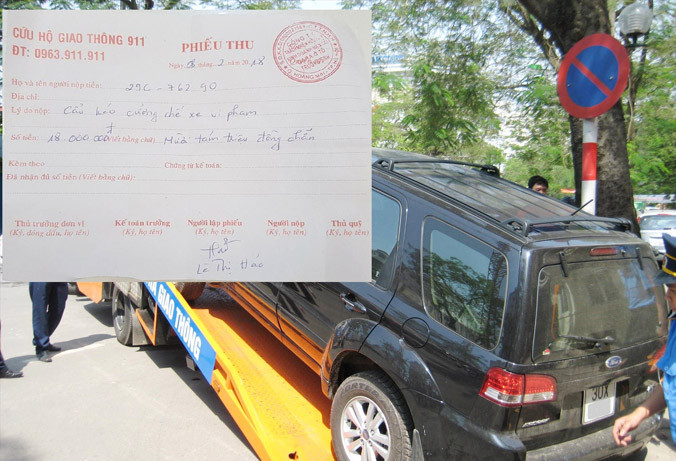 CỨU HỘ GIAO THÔNG 911
ĐT: 0963.911.911
PHIẾU THU
Ngày 26 tháng 2 năm 2018
Họ và tên người nộp tiền: 29C - 762.90
Địa chỉ:
Lý do nộp: Cẩu kéo cưỡng chế xe vi phạm
Số tiền: 18.000.000đ (Viết bằng chữ) Mười tám triệu đồng chẵn
Kèm theo Chứng từ kế toán:
Đã nhận đủ số tiền (Viết bằng chữ):
Thủ trưởng đơn vị Kế toán trưởng Người lập phiếu Người nộp Thủ quỹ
(Ký, đóng dấu, họ tên) (Ký, họ tên) (Ký, họ tên) (Ký, họ tên) (Ký, họ tên)
Lê Thị Hảo
GIAO THÔNG
Ford
30X